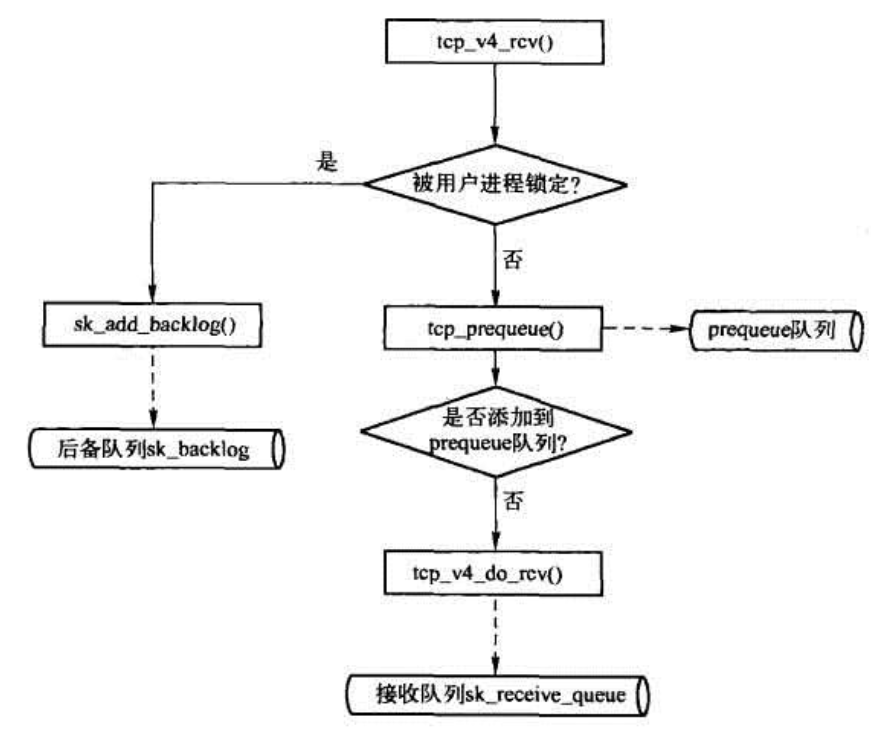 tcp_v4_rcv()
是
被用户进程锁定?
否
sk_add_backlog()
tcp_prequeue()
prequeue队列
后备队列sk_backlog
是否添加到
prequeue队列?
否
tcp_v4_do_rcv()
接收队列sk_receive_queue